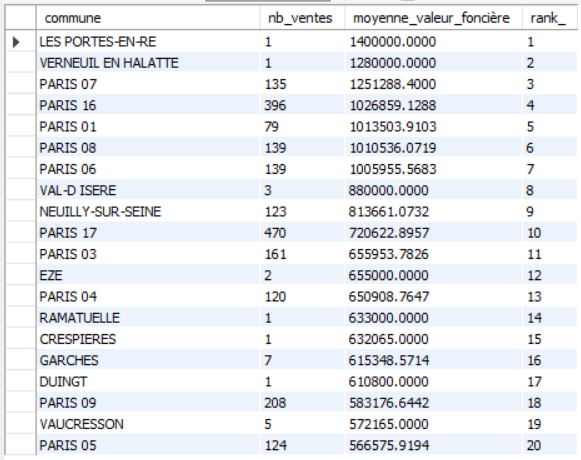 commune nb_ventes moyenne_valeur_foncière rank_
LES PORTES-EN-RE 1 1400000.0000 1
VERNEUIL EN HALATTE 1 1280000.0000 2
PARIS 07 135 1251288.4000 3
PARIS 16 396 1026859.1288 4
PARIS 01 79 1013503.9103 5
PARIS 08 139 1010536.0719 6
PARIS 06 139 1005955.5683 7
VAL-D ISERE 3 880000.0000 8
NEUILLY-SUR-SEINE 123 813661.0732 9
PARIS 17 470 720622.8957 10
PARIS 03 161 655953.7826 11
EZE 2 655000.0000 12
PARIS 04 120 650908.7647 13
RAMATUELLE 1 633000.0000 14
CRESPIERES 1 632065.0000 15
GARCHES 7 615348.5714 16
DUINGT 1 610800.0000 17
PARIS 09 208 583176.6442 18
VAUCRESSON 5 572165.0000 19
PARIS 05 124 566575.9194 20